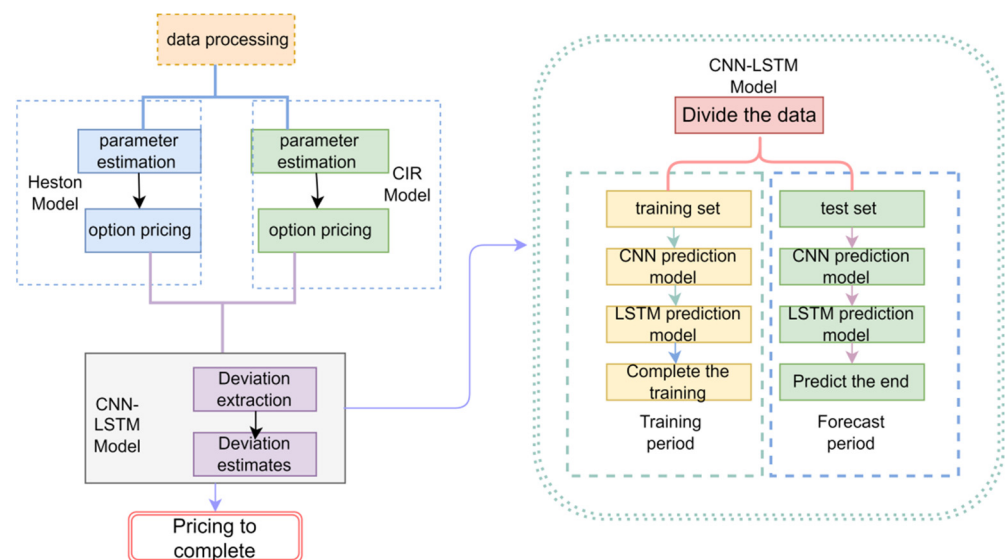 data processing
parameter
estimation
Heston
Model
option pricing
parameter
estimation
CIR
Model
option pricing
CNN-
LSTM
Model
Deviation
extraction
Deviation
estimates
Pricing to
complete
CNN-LSTM
Model
Divide the data
training set
CNN prediction
model
LSTM prediction
model
Complete the
training
Training
period
test set
CNN prediction
model
LSTM prediction
model
Predict the end
Forecast
period